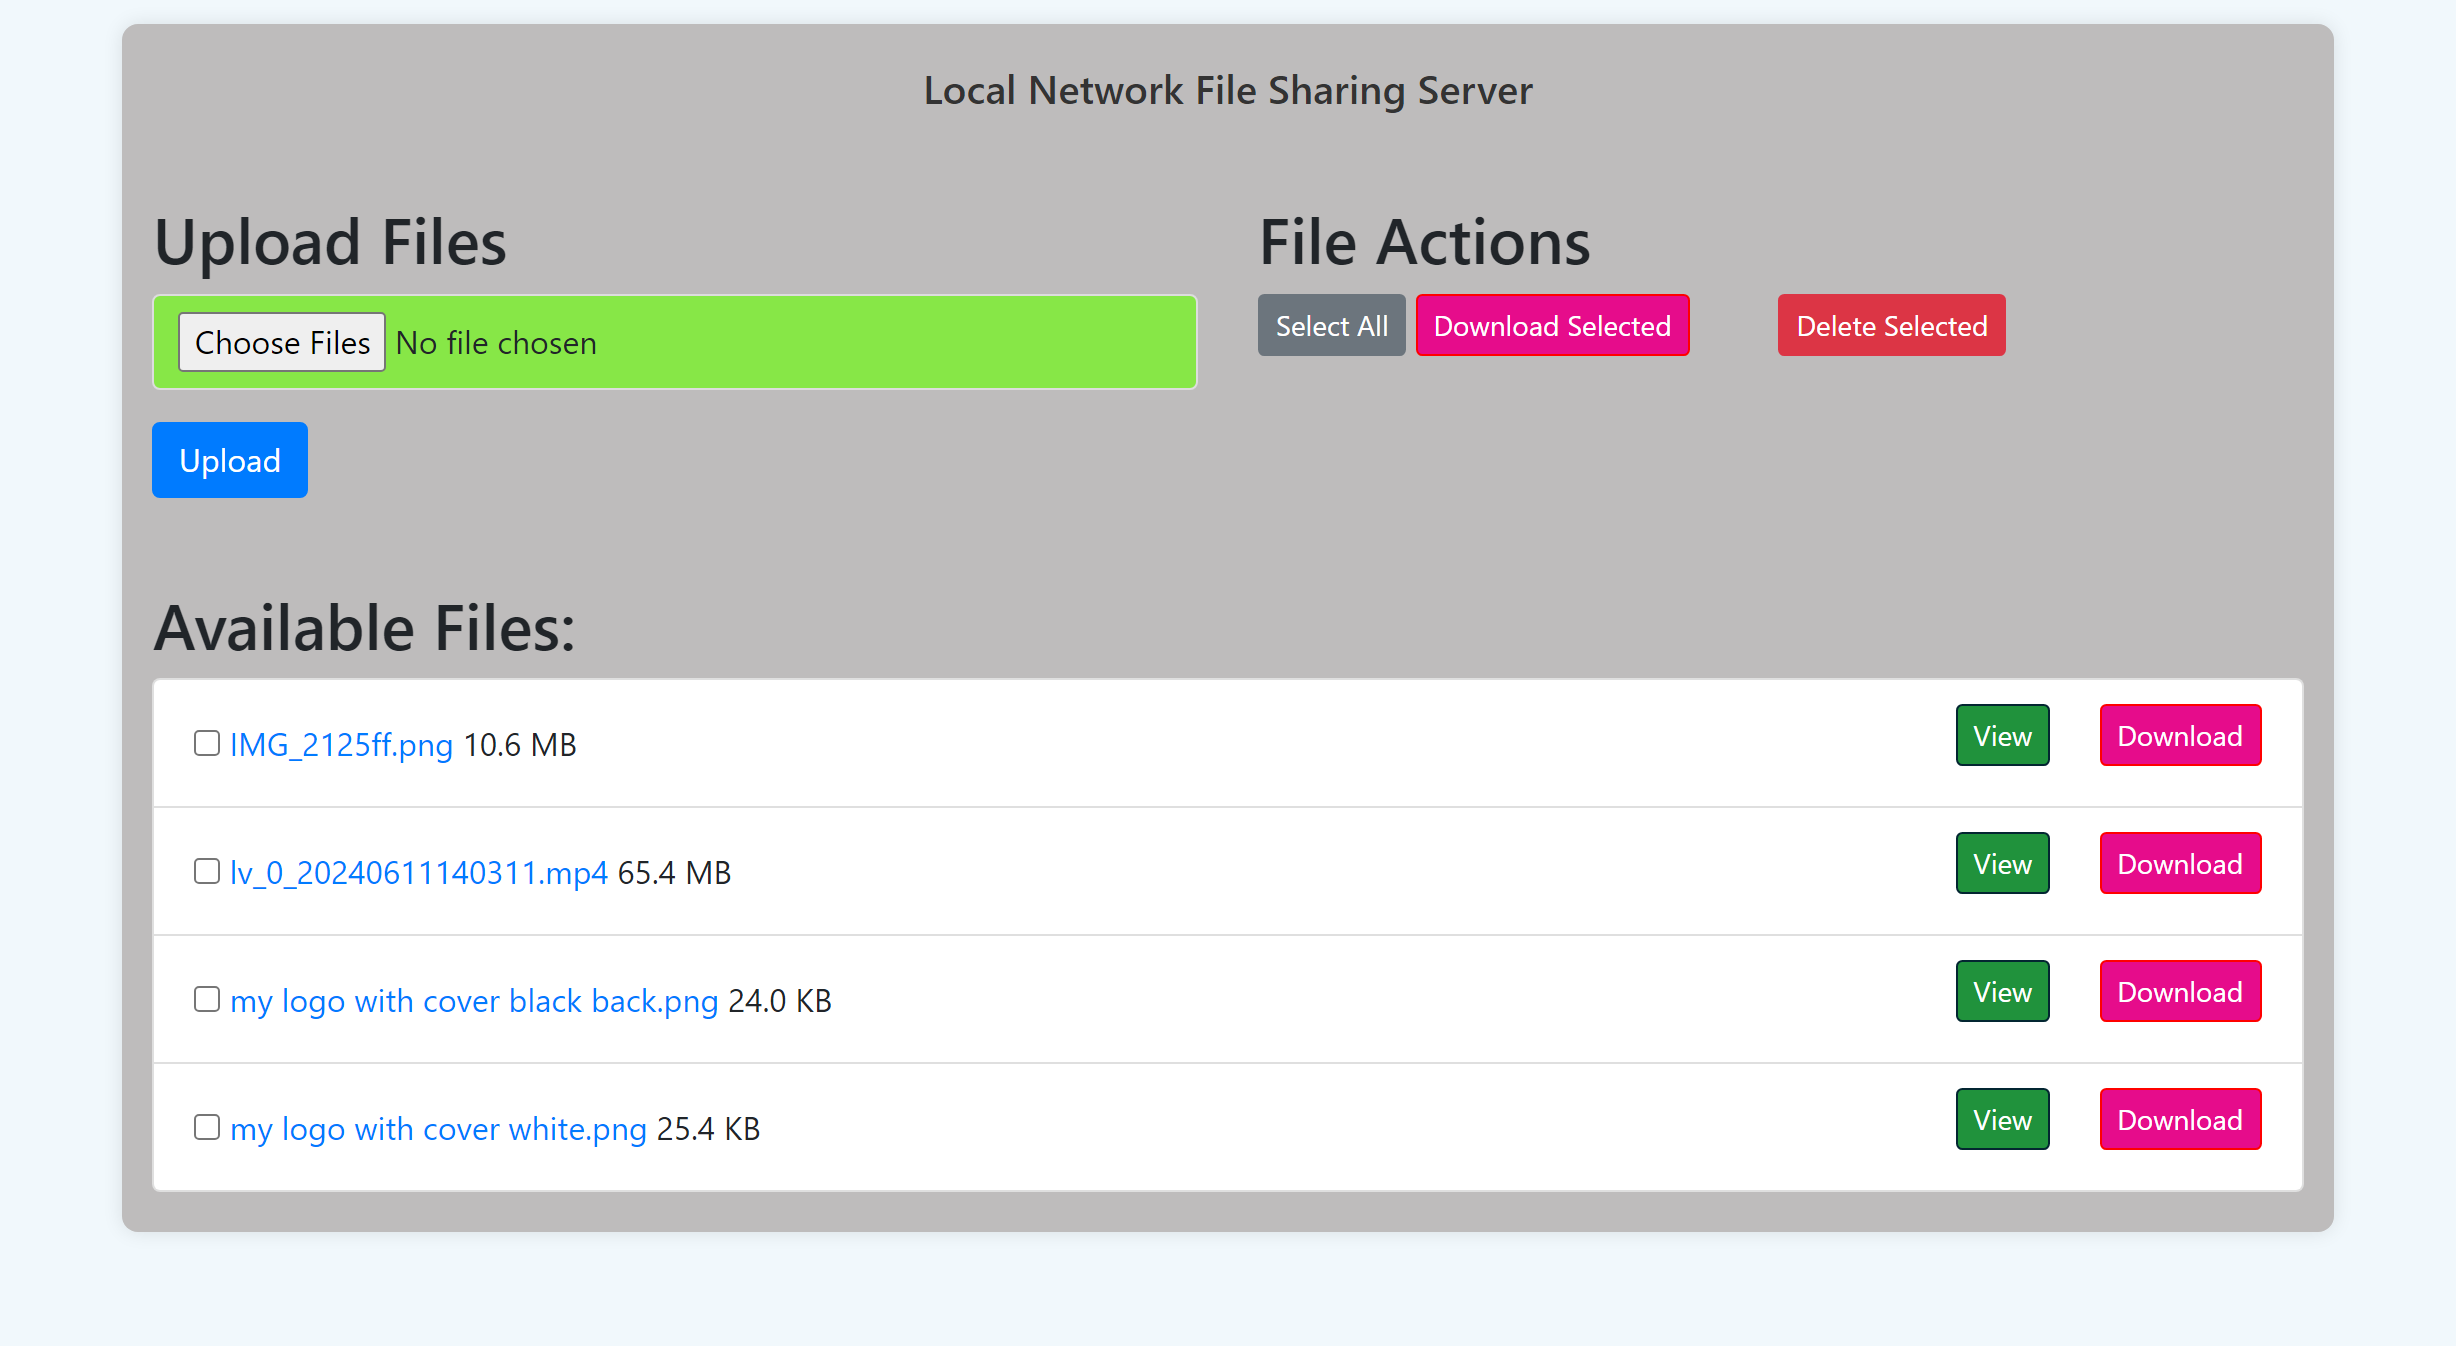 Local Network File Sharing Server
Upload Files
Choose Files No file chosen
Upload
File Actions
Select All Download Selected Delete Selected
Available Files:
IMG_2125ff.png 10.6 MB View Download
lv_0_20240611140311.mp4 65.4 MB View Download
my logo with cover black back.png 24.0 KB View Download
my logo with cover white.png 25.4 KB View Download